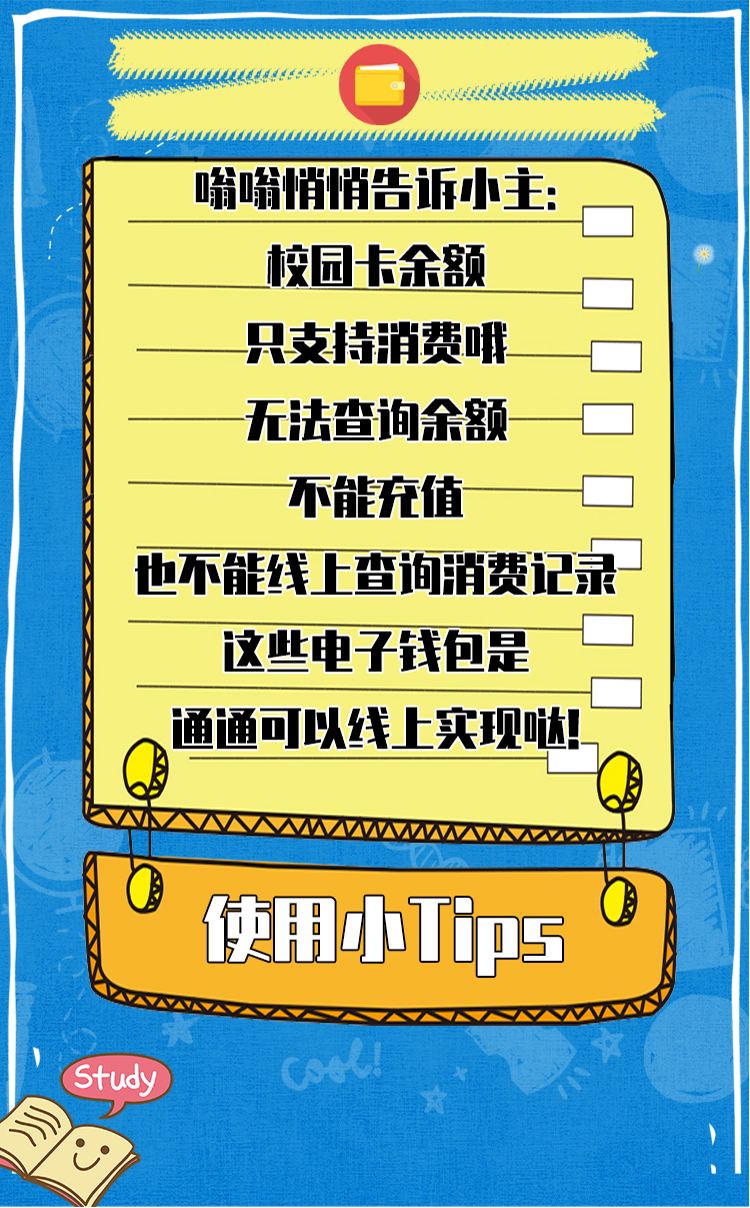 嗡嗡悄悄告诉小主:
校园卡余额
只支持消费哦
无法查询余额
不能充值
也不能线上查询消费记录
这些电子钱包是
通通可以线上实现哒!
使用小Tips
Cool!
Study